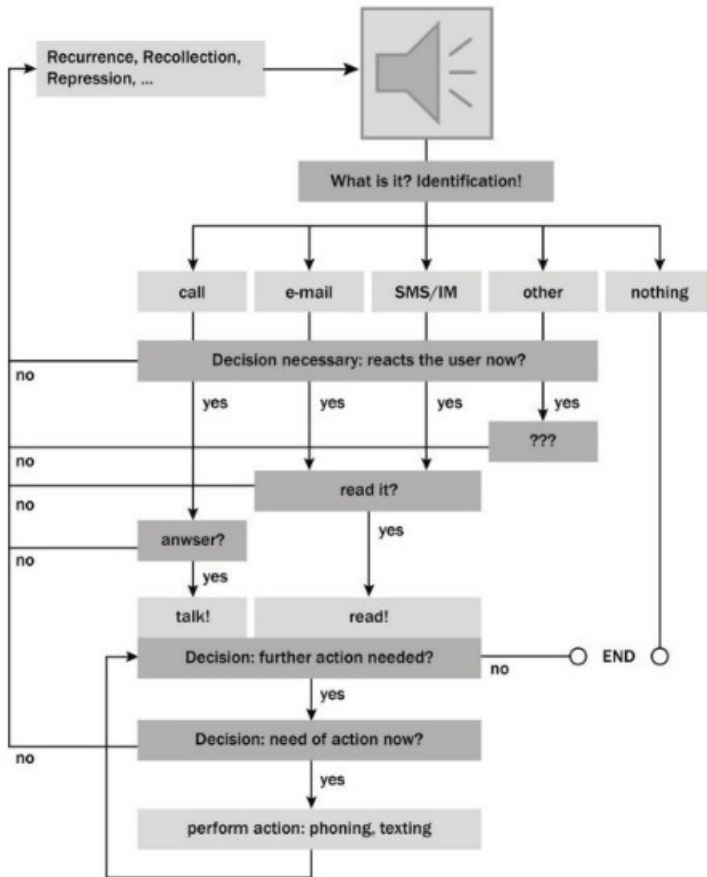 Recurrence, Recollection,
Repression, ...
What is it? Identification!
call
e-mail
SMS/IM
other
nothing
Decision necessary: reacts the user now?
no
yes
yes
yes
yes
???
no
read it?
no
yes
anwser?
no
yes
talk!
read!
Decision: further action needed?
no
END
yes
Decision: need of action now?
no
yes
perform action: phoning, texting